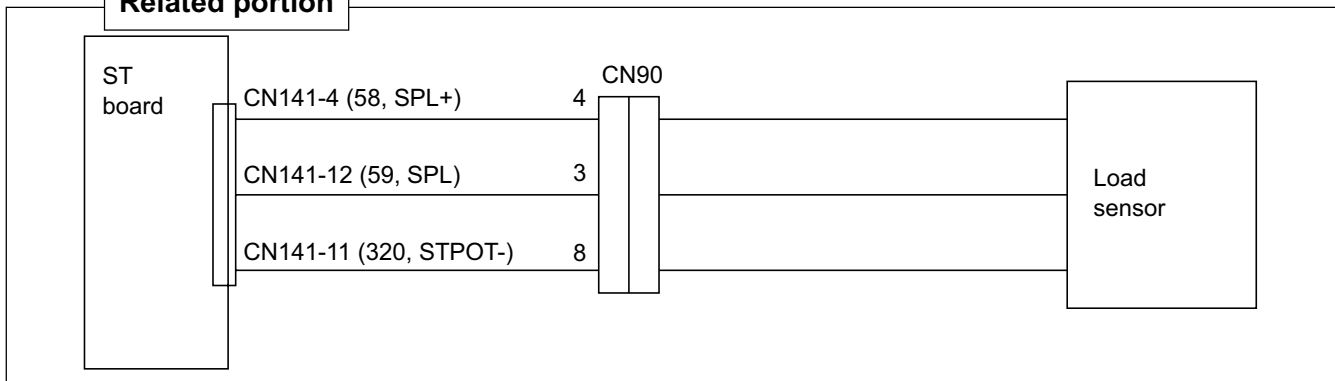 Related portion
ST
board
CN90
CN141-4 (58, SPL+) 4
CN141-12 (59, SPL) 3
CN141-11 (320, STPOT-) 8
Load
sensor